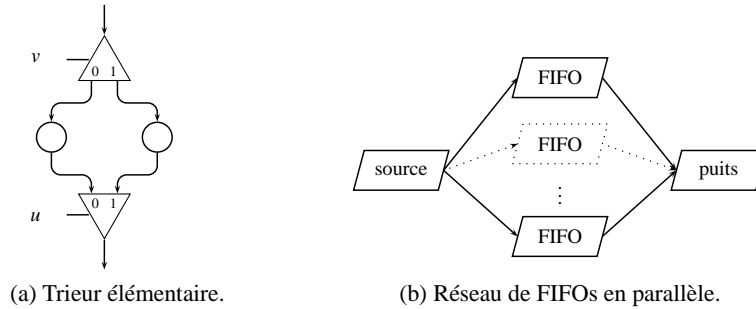 v
0 1
0 1
u
FIFO
FIFO
source
puits
⋮
FIFO
(a) Trieur élémentaire.
(b) Réseau de FIFOs en parallèle.